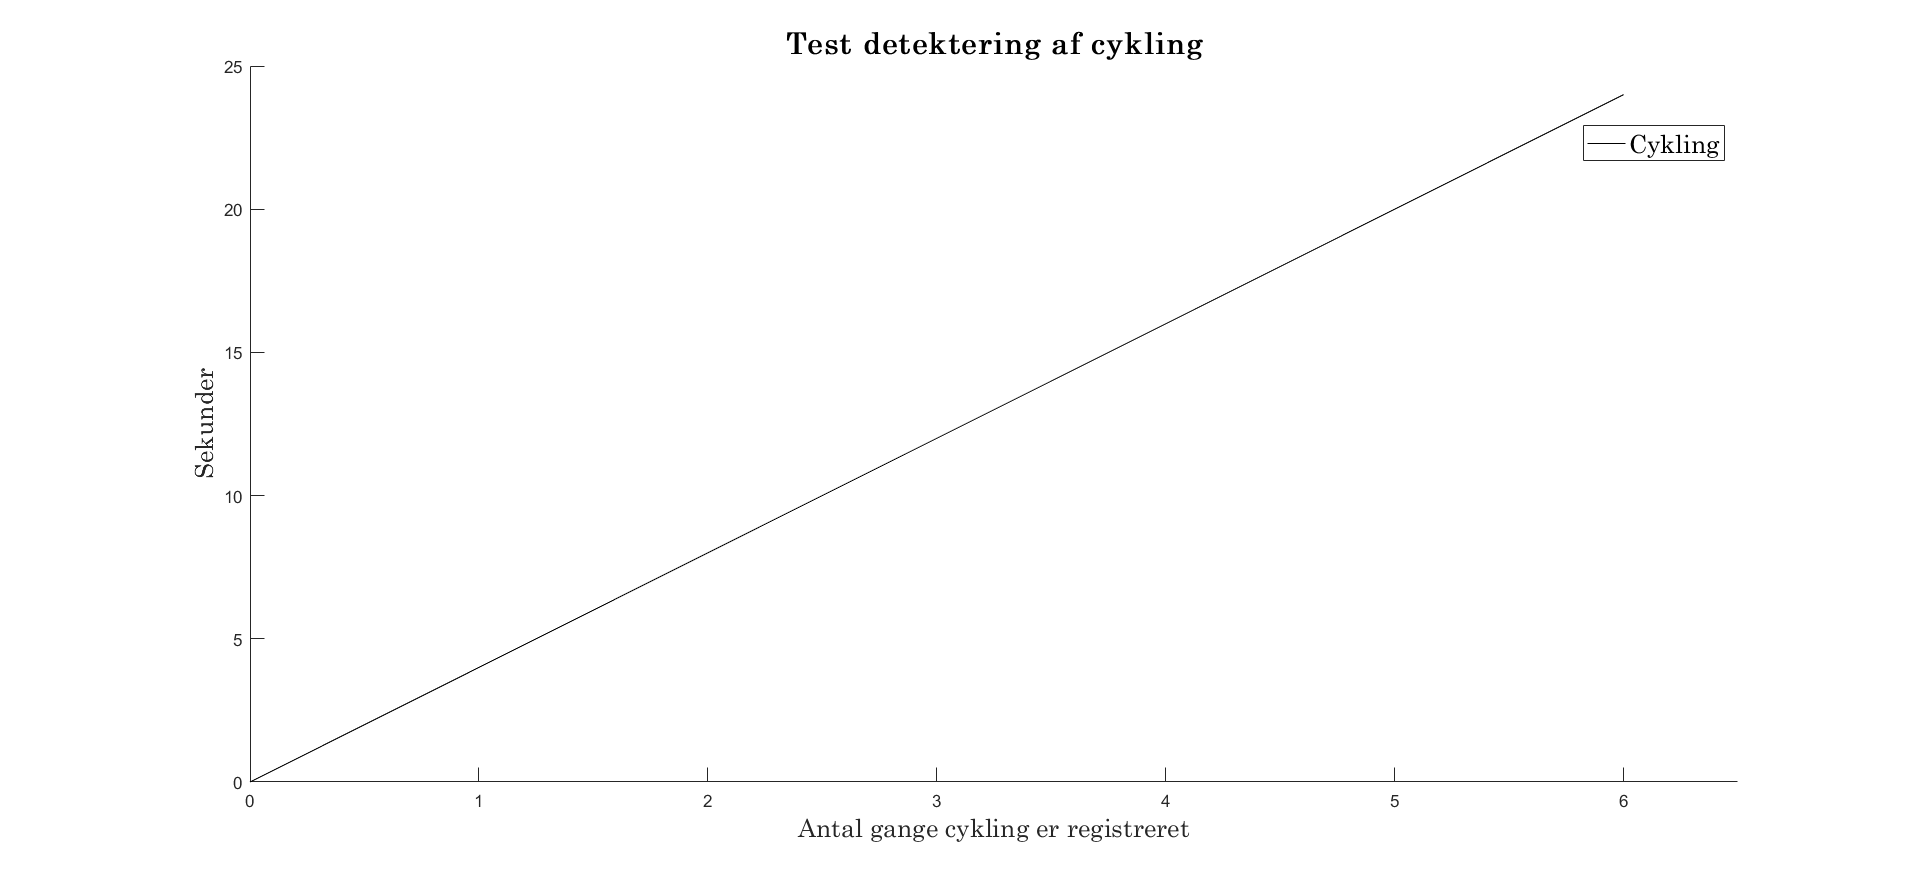 Test detektering af cykling
25
20
15
10
5
0
Sekunder
Cykling
0 1 2 3 4 5 6
Antal gange cykling er registreret